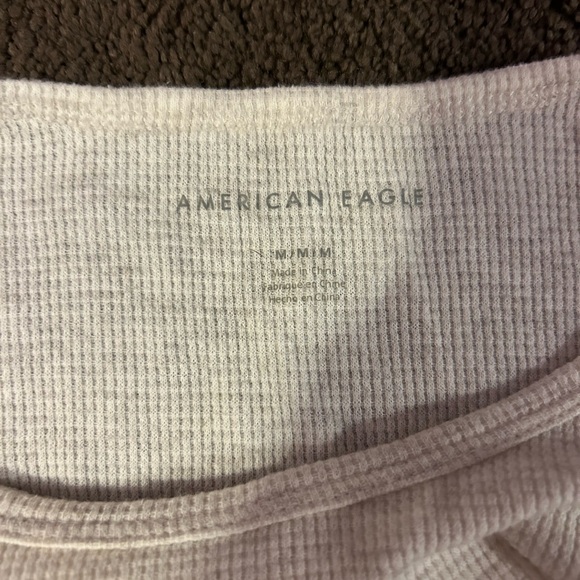 AMERICAN EAGLE
M/M/M
Made in China
Fabriqué en Chine
Hecho en China